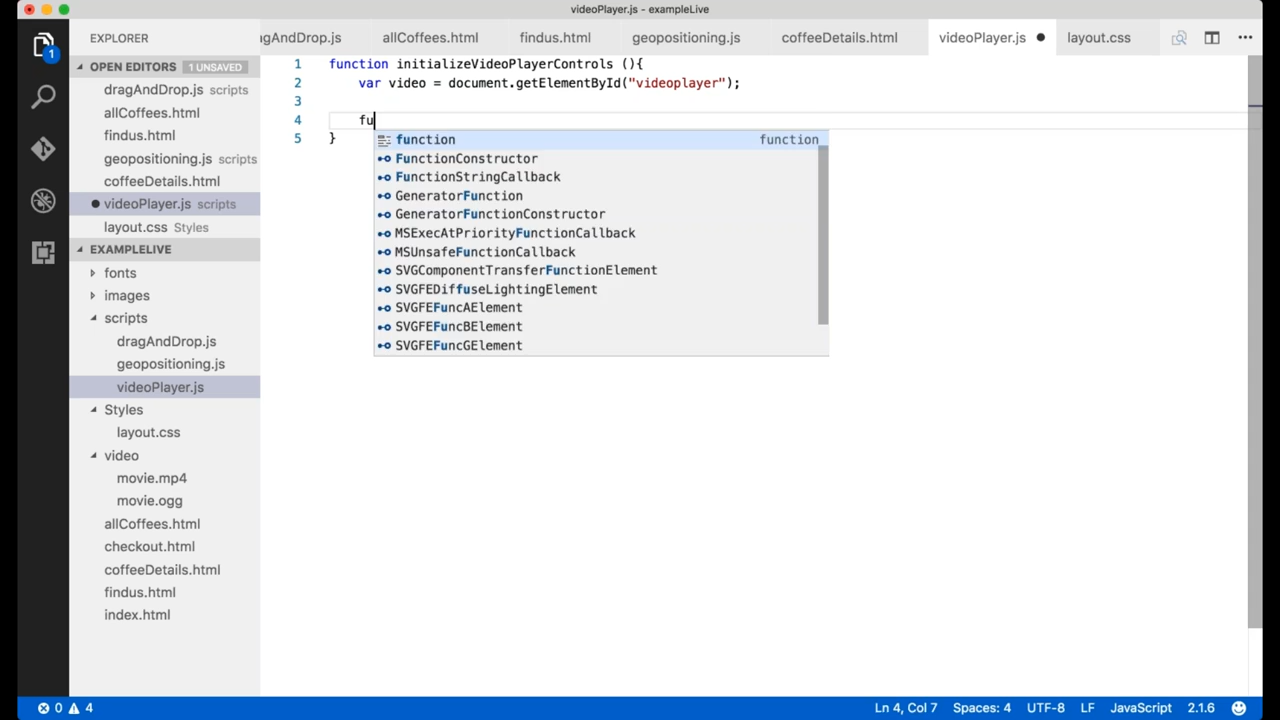 videoPlayer.js - exampleLive
EXPLORER
agAndDrop.js
allCoffees.html
findus.html
geopositioning.js
coffeeDetails.html
videoPlayer.js
layout.css
OPEN EDITORS 1 UNSAVED
dragAndDrop.js scripts
allCoffees.html
findus.html
geopositioning.js scripts
coffeeDetails.html
videoPlayer.js scripts
layout.css Styles
EXAMPLELIVE
fonts
images
scripts
dragAndDrop.js
geopositioning.js
videoPlayer.js
Styles
layout.css
video
movie.mp4
movie.ogg
allCoffees.html
checkout.html
coffeeDetails.html
findus.html
index.html
1 function initializeVideoPlayerControls (){
2 var video = document.getElementById("videoplayer");
3
4 fu
5 }
function function
FunctionConstructor
FunctionStringCallback
GeneratorFunction
GeneratorFunctionConstructor
MSExecAtPriorityFunctionCallback
MSUnsafeFunctionCallback
SVGComponentTransferFunctionElement
SVGFEDiffuseLightingElement
SVGFEFuncAElement
SVGFEFuncBElement
SVGFEFuncGElement
1
0 4
Ln 4, Col 7 Spaces: 4 UTF-8 LF JavaScript 2.1.6